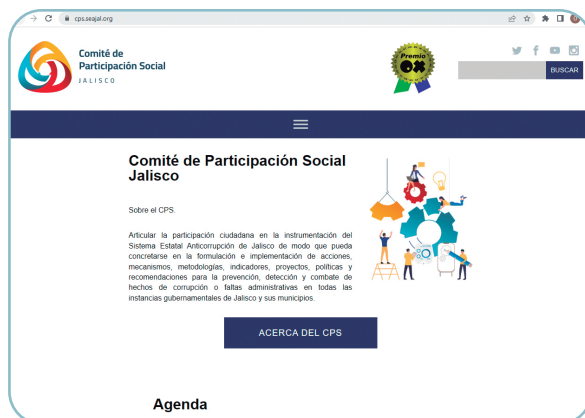 cps.seajal.org
Comité de
Participación Social
JALISCO
Premio
OX
BUSCAR
Comité de Participación Social
Jalisco
Sobre el CPS:
Articular la participación ciudadana en la instrumentación del
Sistema Estatal Anticorrupción de Jalisco de modo que pueda
concretarse en la formulación e implementación de acciones,
mecanismos, metodologías, indicadores, proyectos, políticas y
recomendaciones para la prevención, detección y combate de
hechos de corrupción o faltas administrativas en todas las
instancias gubernamentales de Jalisco y sus municipios.
ACERCA DEL CPS
Agenda